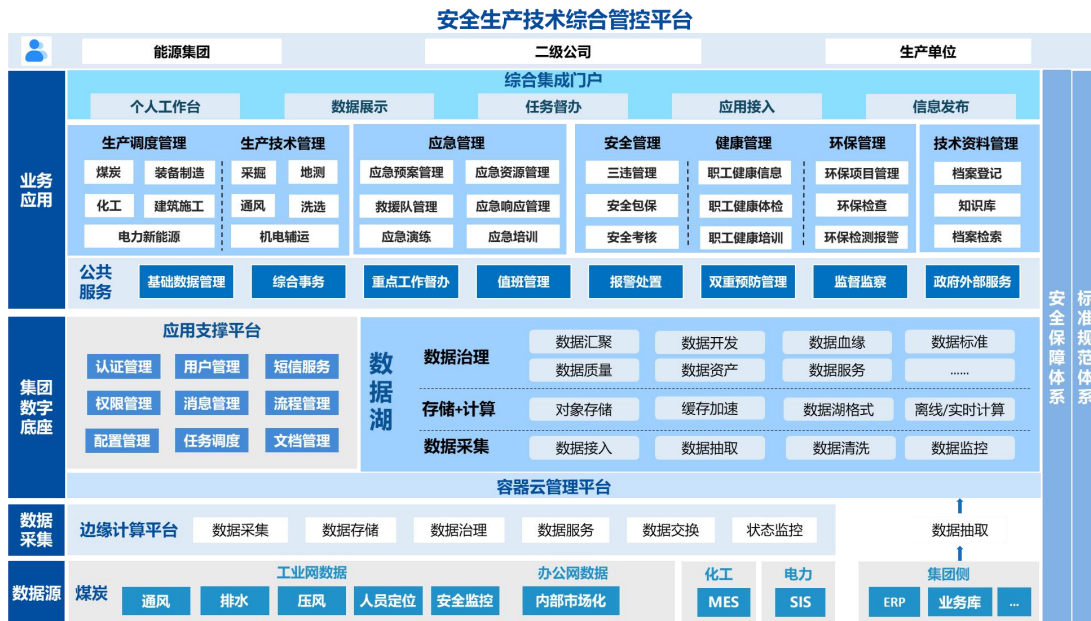 安全生产技术综合管控平台
能源集团 二级公司 生产单位
业务应用
综合集成门户
个人工作台 数据展示 任务督办 应用接入 信息发布
生产调度管理 生产技术管理 应急管理 安全管理 健康管理 环保管理 技术资料管理
煤炭 装备制造 采掘 地测 应急预案管理 应急资源管理 三违管理 职工健康信息 环保项目管理 档案登记
化工 建筑施工 通风 洗选 救援队管理 应急响应管理 安全包保 职工健康体检 环保检查 知识库
电力新能源 机电辅运 应急演练 应急培训 安全考核 职工健康培训 环保检测报警 档案检索
公共服务
基础数据管理 综合事务 重点工作督办 值班管理 报警处置 双重预防管理 监督监察 政府外部服务
集团数字底座
应用支撑平台
认证管理 用户管理 短信服务
权限管理 消息管理 流程管理
配置管理 任务调度 文档管理
数据湖
数据治理
数据汇聚 数据开发 数据血缘 数据标准
数据质量 数据资产 数据服务 ......
存储+计算 对象存储 缓存加速 数据湖格式 离线/实时计算
数据采集 数据接入 数据抽取 数据清洗 数据监控
容器云管理平台
数据采集
边缘计算平台 数据采集 数据存储 数据治理 数据服务 数据交换 状态监控 数据抽取
数据源
煤炭
工业网数据 办公网数据 化工 电力 集团侧
通风 排水 压风 人员定位 安全监控 内部市场化 MES SIS ERP 业务库 ...
安全保障体系
标准规范体系